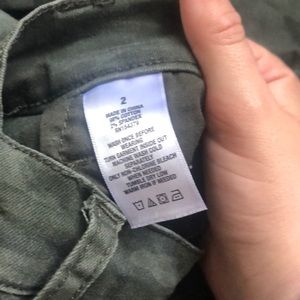 2
MADE IN CHINA
98% COTTON
2% SPANDEX
WASH ONCE BEFORE
WEARING
TURN GARMENT INSIDE OUT
MACHINE WASH COLD
SEPARATELY
ONLY NON-CHLORINE BLEACH
IF NEEDED
TUMBLE DRY LOW
WARM IRON IF NEEDED